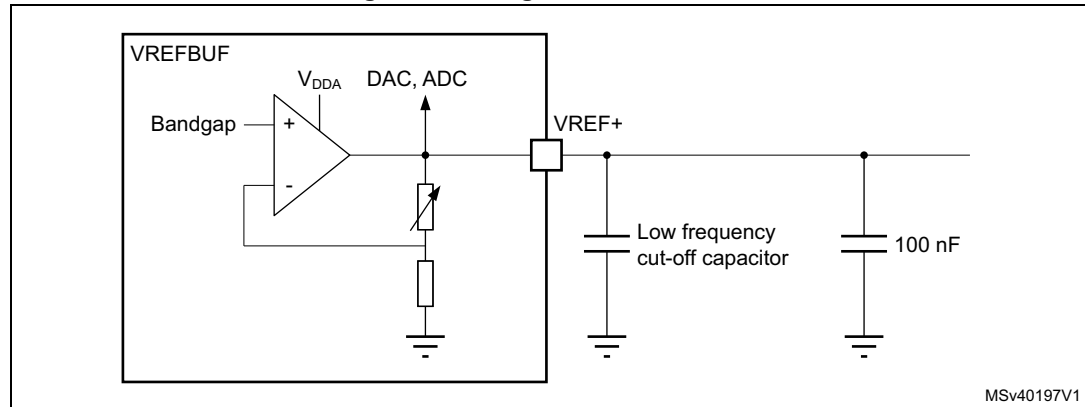 VREFBUF
VDDA
DAC, ADC
Bandgap
+
-
VREF+
Low frequency
cut-off capacitor
100 nF
MSv40197V1